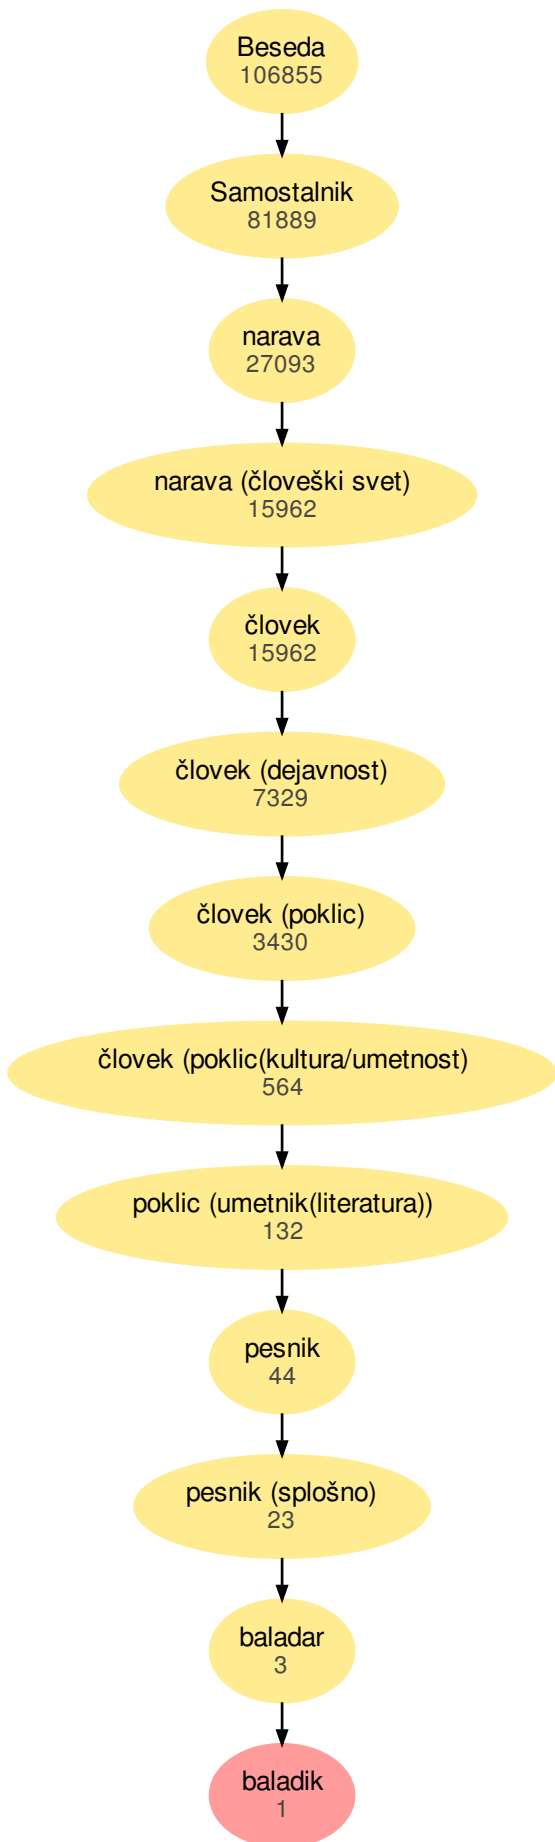 Beseda
106855
Samostalnik
81889
narava
27093
narava (človeški svet)
15962
človek
15962
človek (dejavnost)
7329
človek (poklic)
3430
človek (poklic(kultura/umetnost)
564
poklic (umetnik(literatura))
132
pesnik
44
pesnik (splošno)
23
baladar
3
baladik
1